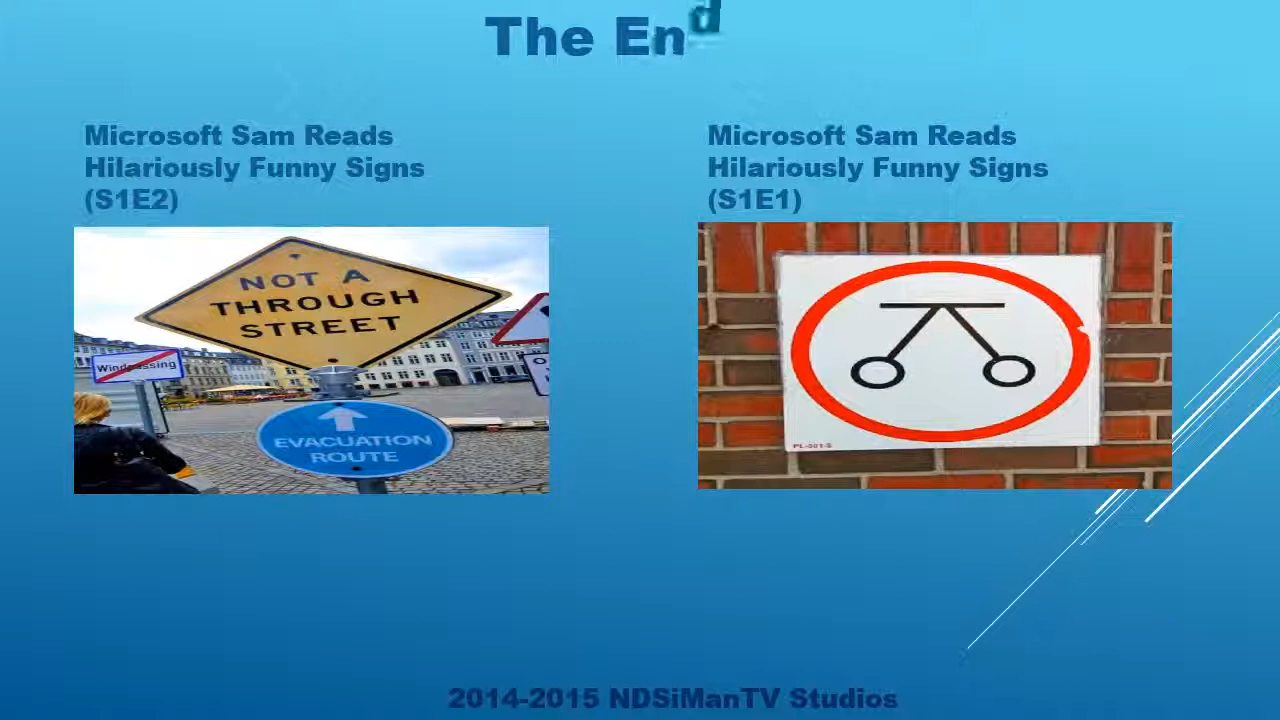 The End
Microsoft Sam Reads
Hilariously Funny Signs
(S1E2)
NOT A
THROUGH
STREET
EVACUATION
ROUTE
Microsoft Sam Reads
Hilariously Funny Signs
(S1E1)
2014-2015 NDSiManTV Studios